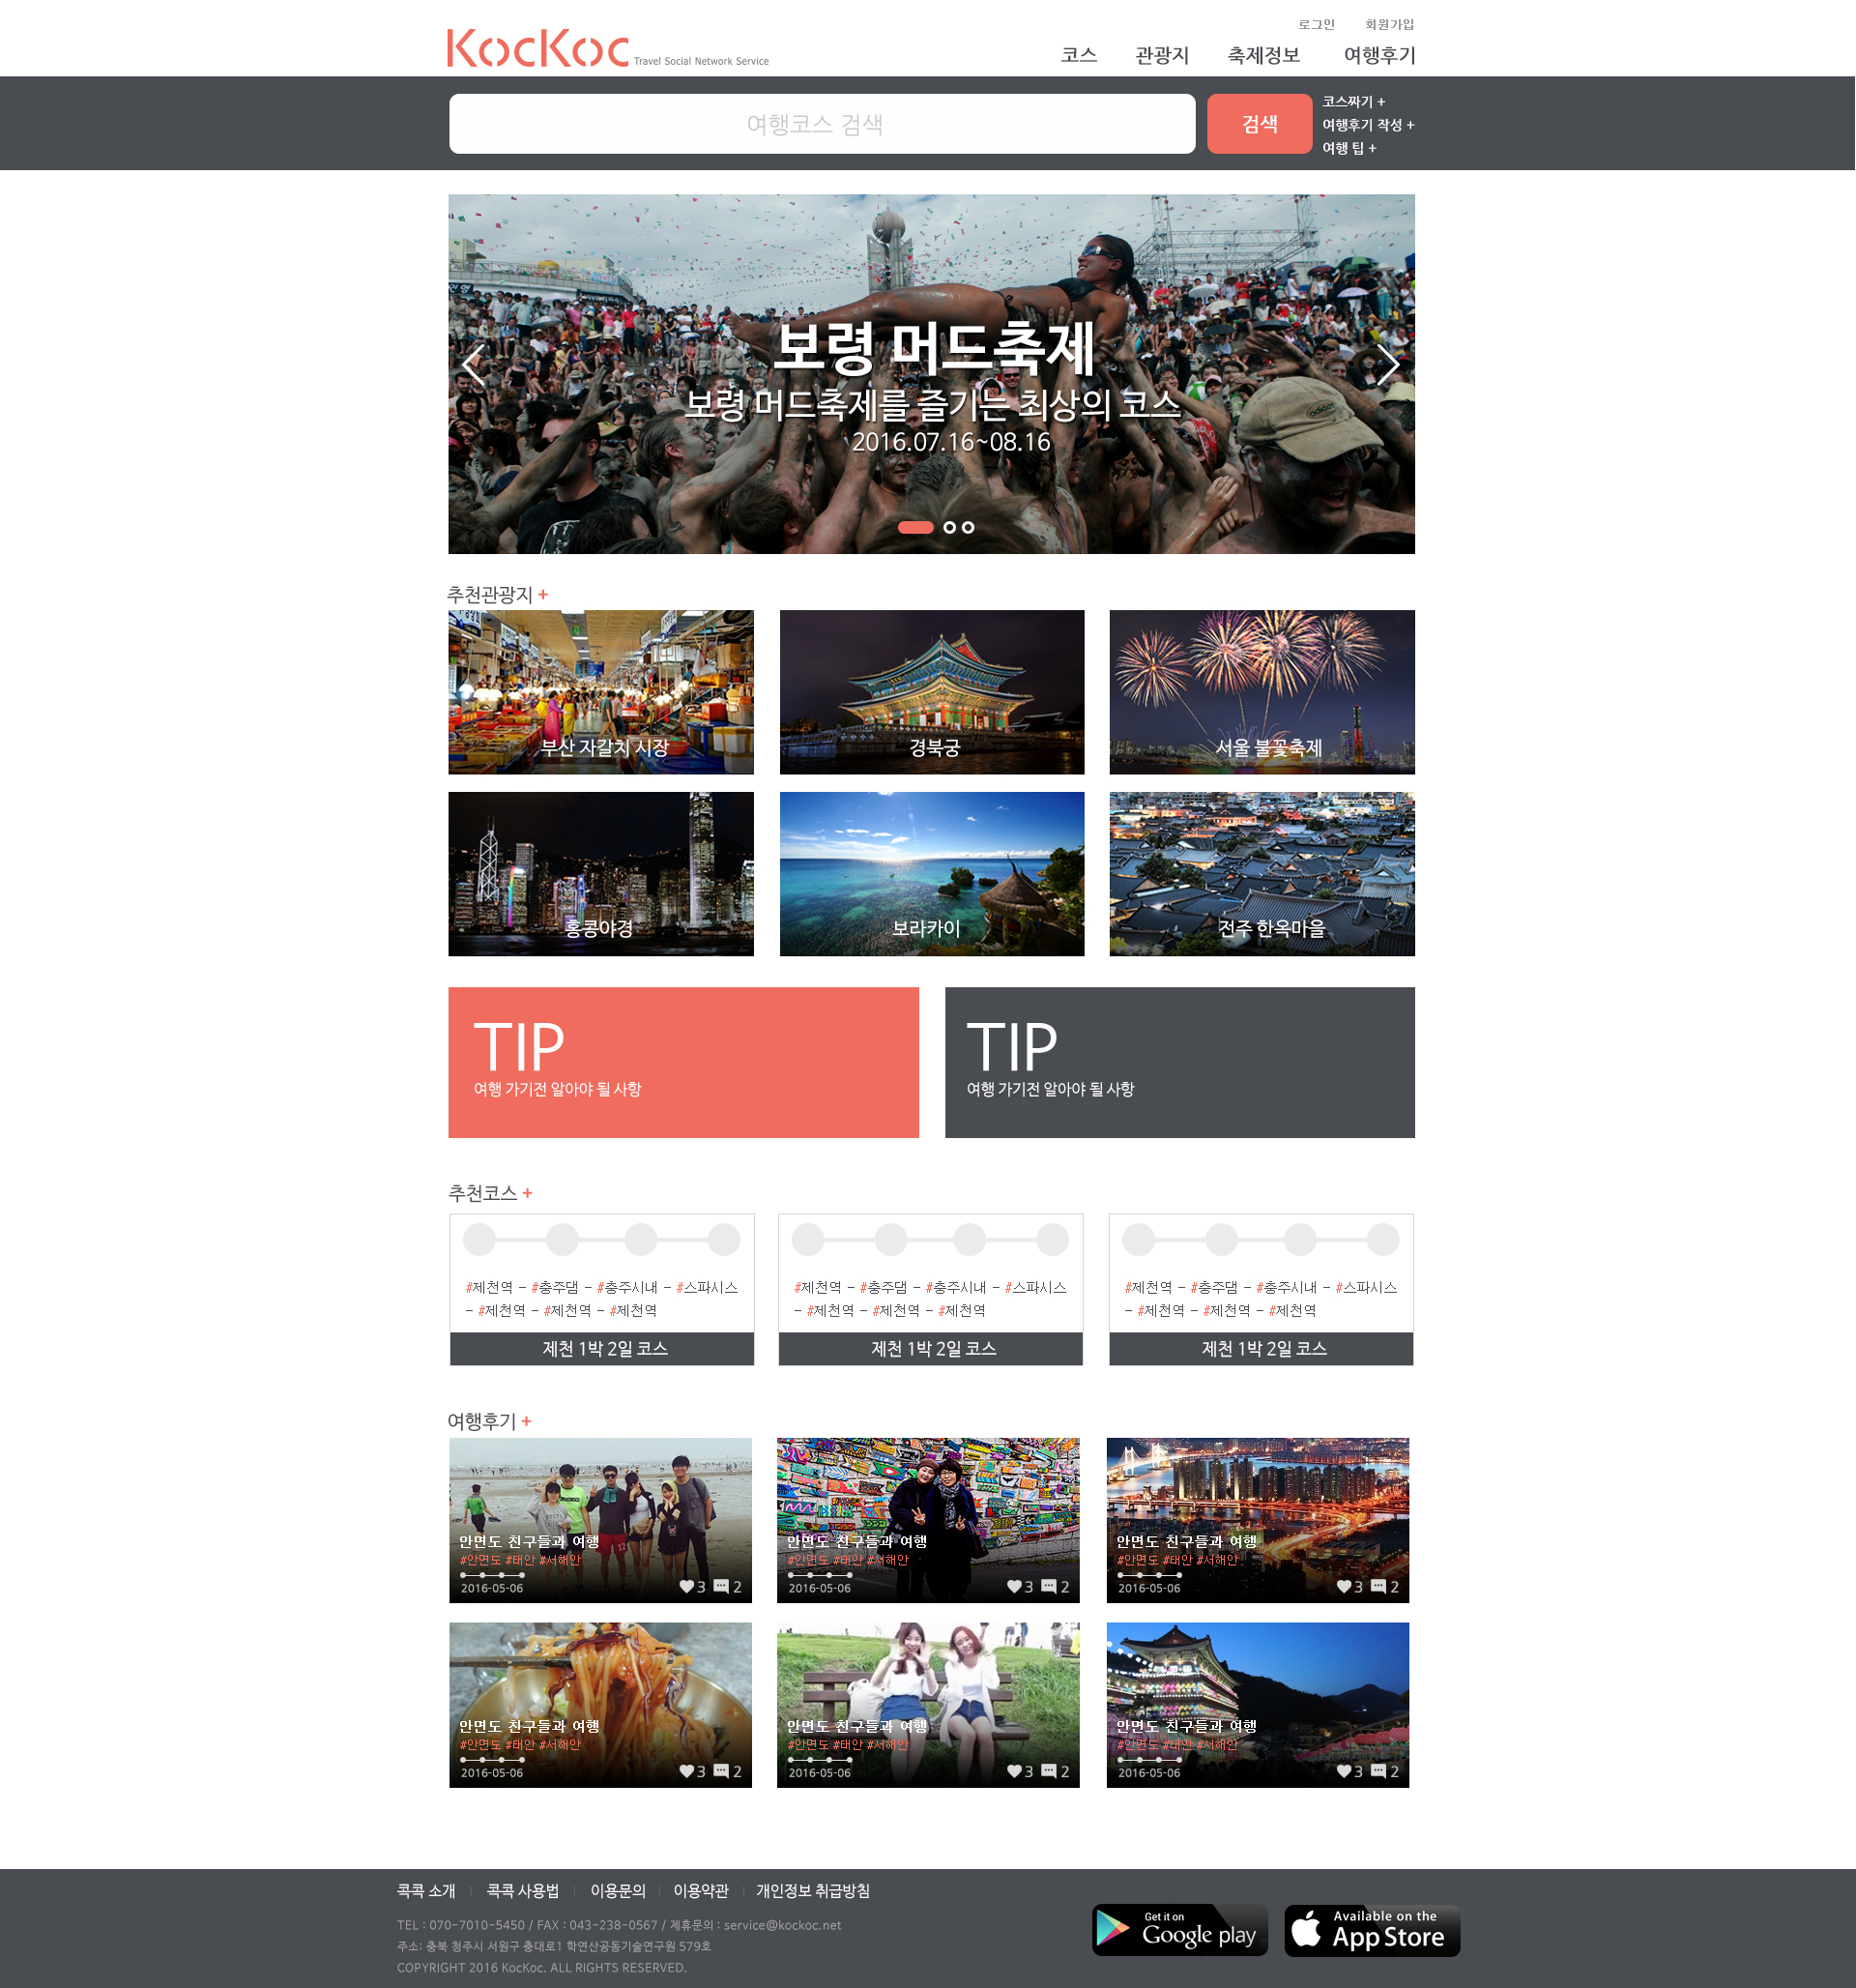 로그인 회원가입
KocKoc Travel Social Network Service
코스 관광지 축제정보 여행후기
여행코스 검색
검색
코스짜기 +
여행후기 작성 +
여행 팁 +
보령 머드축제
보령 머드축제를 즐기는 최상의 코스
2016.07.16~08.16
추천관광지 +
부산 자갈치 시장
경복궁
서울 불꽃축제
홍콩야경
보라카이
전주 한옥마을
TIP
여행 가기전 알아야 될 사항
TIP
여행 가기전 알아야 될 사항
추천코스 +
#제천역 - #충주댐 - #충주시내 - #스파시스
- #제천역 - #제천역 - #제천역
제천 1박 2일 코스
#제천역 - #충주댐 - #충주시내 - #스파시스
- #제천역 - #제천역 - #제천역
제천 1박 2일 코스
#제천역 - #충주댐 - #충주시내 - #스파시스
- #제천역 - #제천역 - #제천역
제천 1박 2일 코스
여행후기 +
안면도 친구들과 여행
#안면도 #태안 #서해안
2016-05-06 3 2
안면도 친구들과 여행
#안면도 #태안 #서해안
2016-05-06 3 2
안면도 친구들과 여행
#안면도 #태안 #서해안
2016-05-06 3 2
안면도 친구들과 여행
#안면도 #태안 #서해안
2016-05-06 3 2
안면도 친구들과 여행
#안면도 #태안 #서해안
2016-05-06 3 2
안면도 친구들과 여행
#안면도 #태안 #서해안
2016-05-06 3 2
콕콕 소개 | 콕콕 사용법 | 이용문의 | 이용약관 | 개인정보 취급방침
TEL : 070-7010-5450 / FAX : 043-238-0567 / 제휴문의 : service@kockoc.net
주소: 충북 청주시 서원구 충대로1 학연산공동기술연구원 579호
COPYRIGHT 2016 KocKoc. ALL RIGHTS RESERVED.
Get it on
Google play
Available on the
App Store